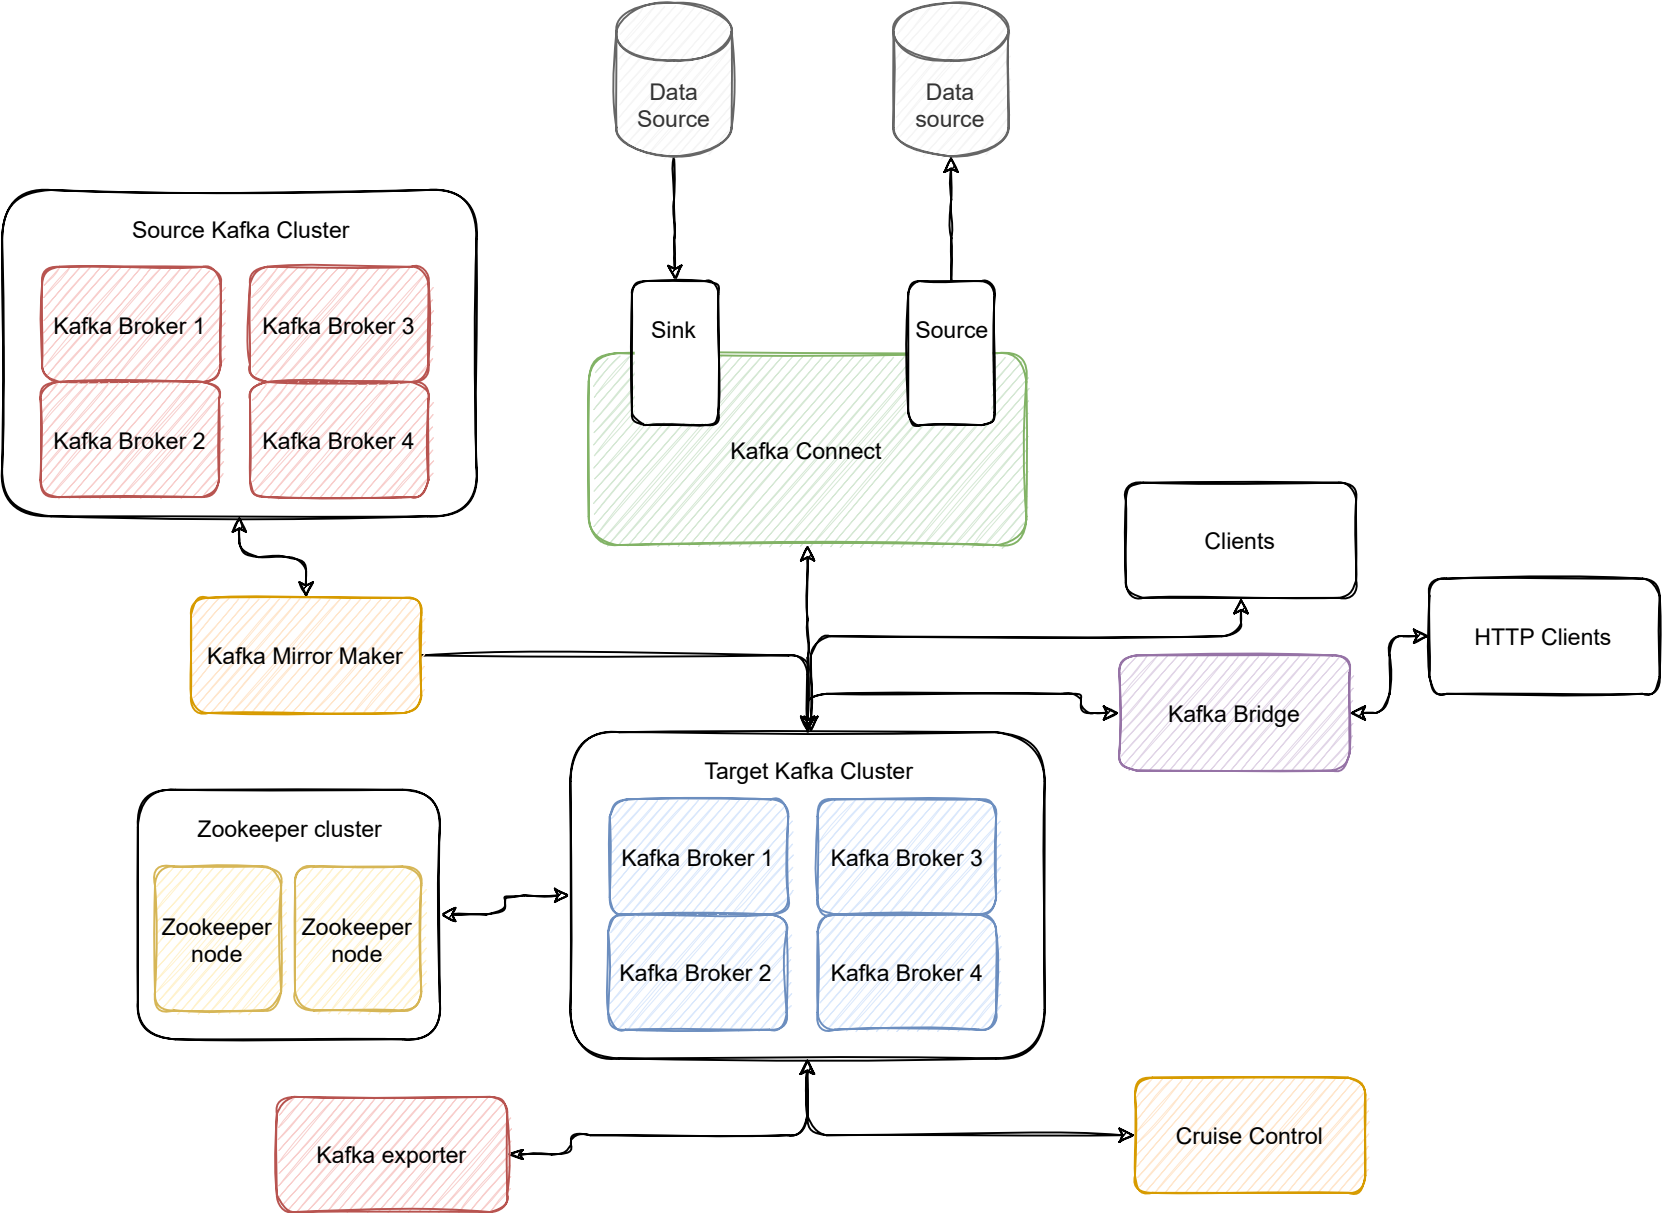 Data
Source
Data
source
Source Kafka Cluster
Kafka Broker 1
Kafka Broker 3
Kafka Broker 2
Kafka Broker 4
Sink
Source
Kafka Connect
Clients
HTTP Clients
Kafka Mirror Maker
Kafka Bridge
Target Kafka Cluster
Kafka Broker 1
Kafka Broker 3
Kafka Broker 2
Kafka Broker 4
Zookeeper cluster
Zookeeper
node
Zookeeper
node
Kafka exporter
Cruise Control